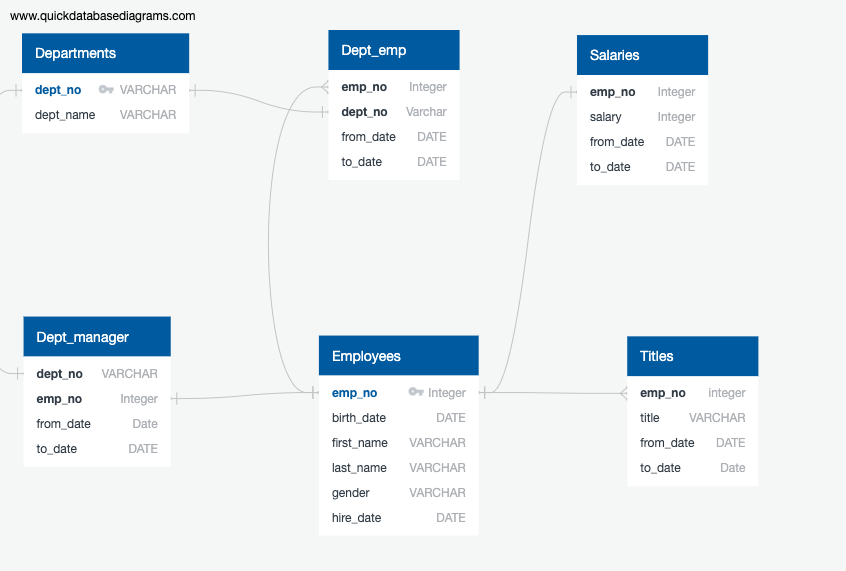 www.quickdatabasediagrams.com
Departments
dept_no VARCHAR
dept_name VARCHAR
Dept_emp
emp_no Integer
dept_no Varchar
from_date DATE
to_date DATE
Salaries
emp_no Integer
salary Integer
from_date DATE
to_date DATE
Dept_manager
dept_no VARCHAR
emp_no Integer
from_date Date
to_date DATE
Employees
emp_no Integer
birth_date DATE
first_name VARCHAR
last_name VARCHAR
gender VARCHAR
hire_date DATE
Titles
emp_no integer
title VARCHAR
from_date DATE
to_date Date